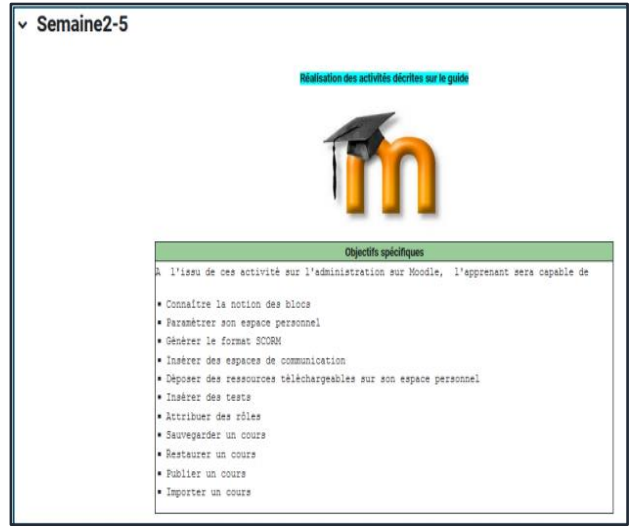 Semaine2-5
Réalisation des activités décrites sur le guide
m
Objectifs spécifiques
A l'issu de ces activité sur l'administration sur Moodle, l'apprenant sera capable de
▪ Connaître la notion des blocs
▪ Paramétrer son espace personnel
▪ Générer le format SCORM
▪ Insérer des espaces de communication
▪ Déposer des ressources téléchargeables sur son espace personnel
▪ Insérer des tests
▪ Attribuer des rôles
▪ Sauvegarder un cours
▪ Restaurer un cours
▪ Publier un cours
▪ Importer un cours